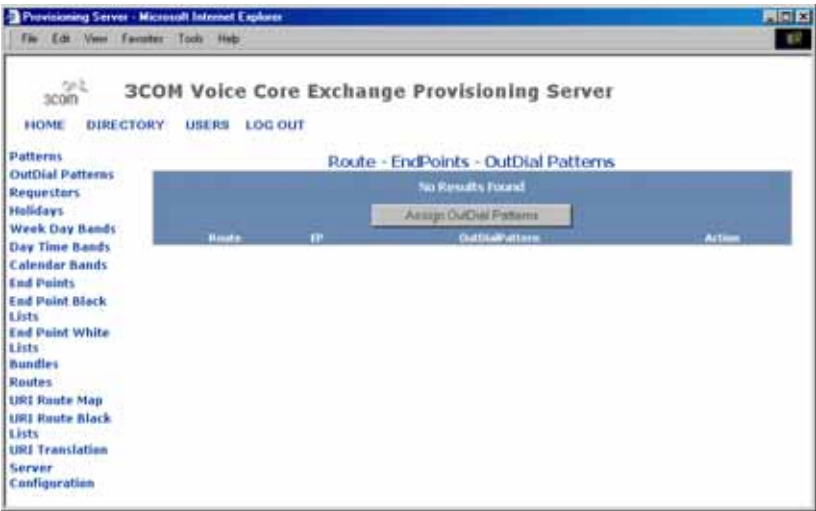 Provisioning Server - Microsoft Internet Explorer
File Edit View Favorites Tools Help
3COM
3COM Voice Core Exchange Provisioning Server
HOME DIRECTORY USERS LOG OUT
Patterns
OutDial Patterns
Requestors
Holidays
Week Day Bands
Day Time Bands
Calendar Bands
End Points
End Point Black
Lists
End Point White
Lists
Bundles
Routes
URI Route Map
URI Route Black
Lists
URI Translation
Server
Configuration
Route - EndPoints - OutDial Patterns
No Results Found
Assign OutDial Patterns
Route EP OutDialPattern Action